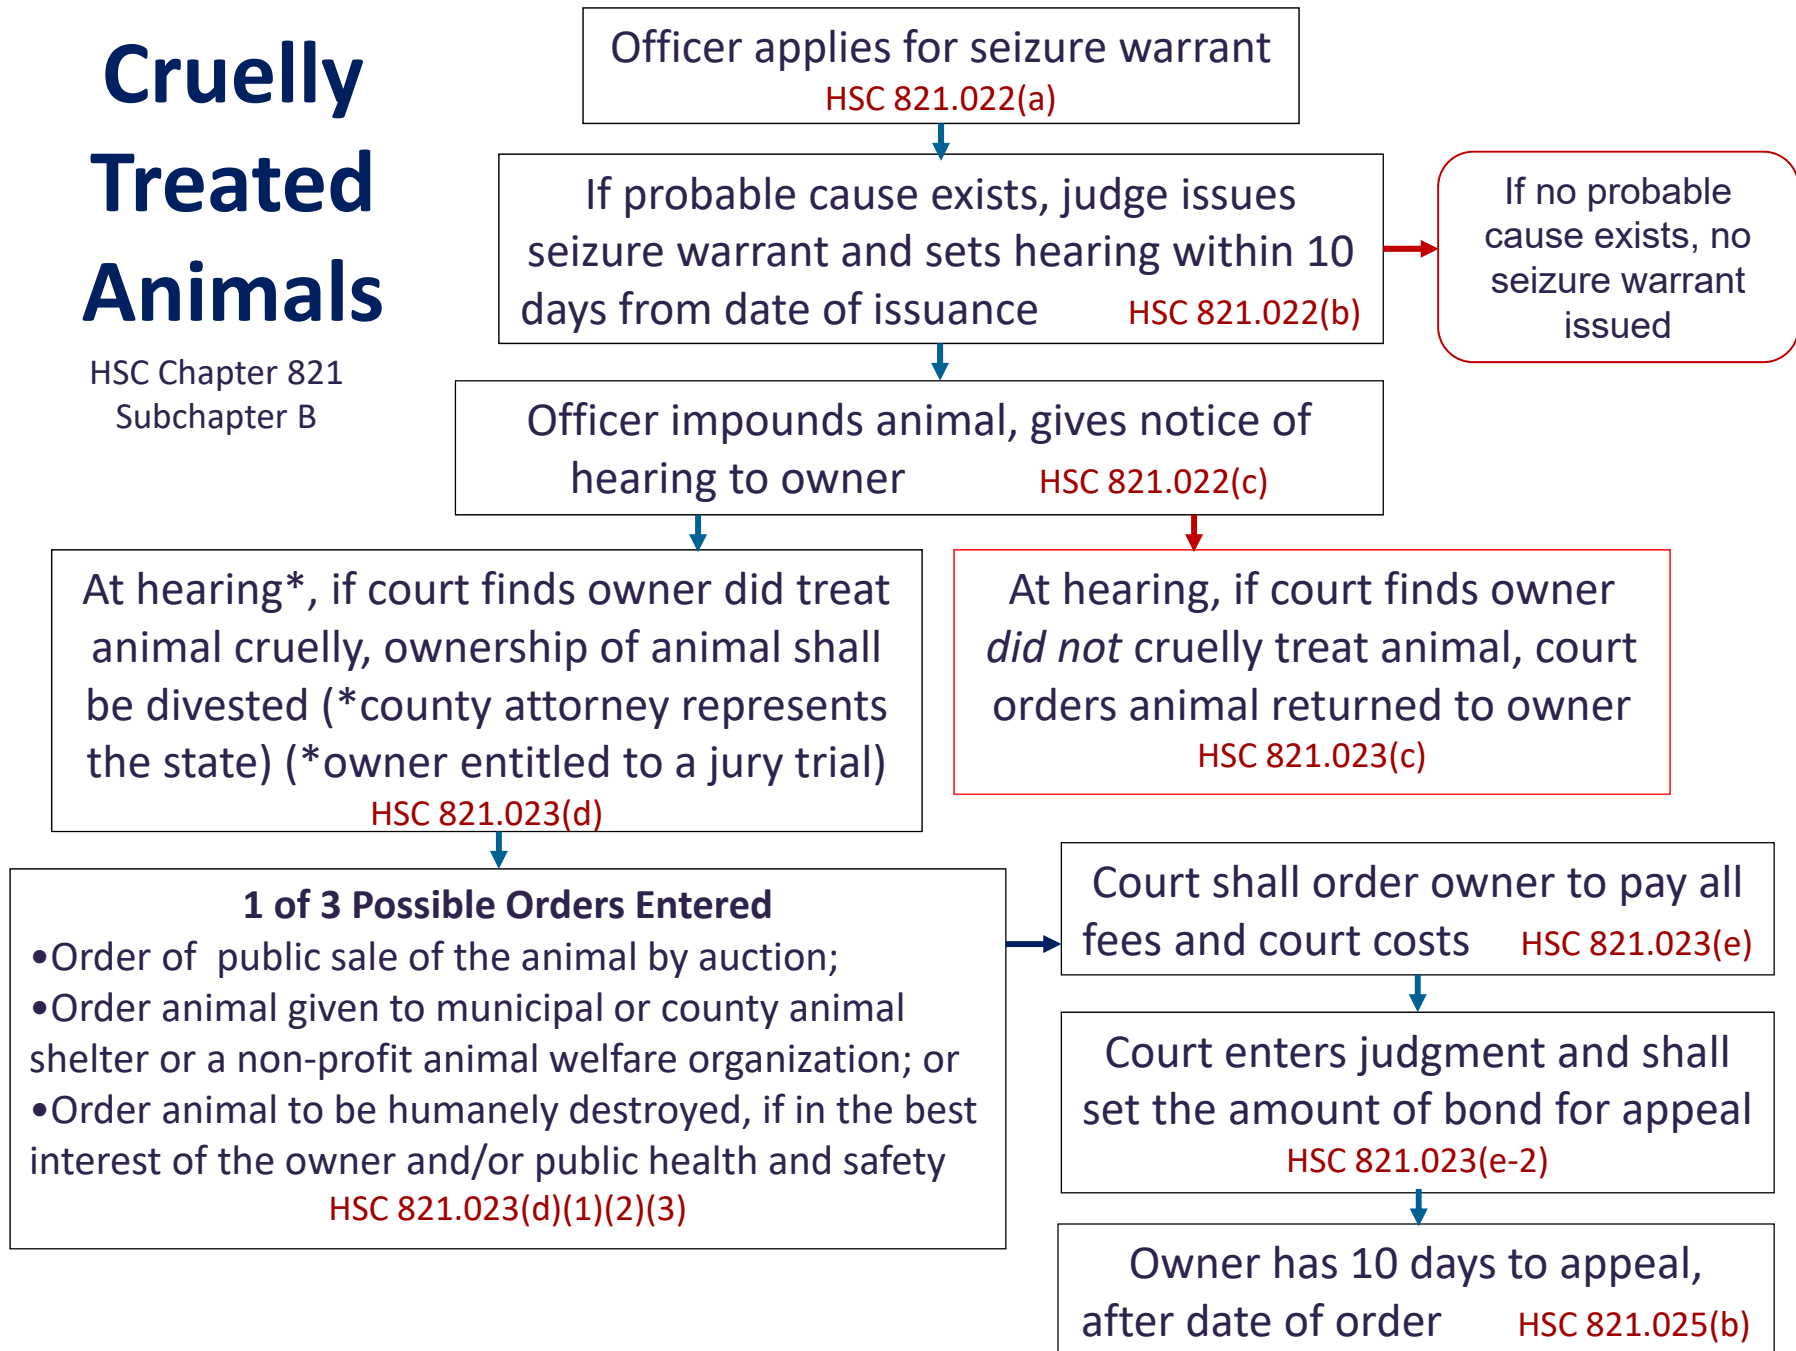 Cruelly
Treated
Animals
HSC Chapter 821
Subchapter B
Officer applies for seizure warrant
HSC 821.022(a)
If probable cause exists, judge issues
seizure warrant and sets hearing within 10
days from date of issuance HSC 821.022(b)
If no probable
cause exists, no
seizure warrant
issued
Officer impounds animal, gives notice of
hearing to owner HSC 821.022(c)
At hearing*, if court finds owner did treat
animal cruelly, ownership of animal shall
be divested (*county attorney represents
the state) (*owner entitled to a jury trial)
HSC 821.023(d)
At hearing, if court finds owner
did not cruelly treat animal, court
orders animal returned to owner
HSC 821.023(c)
1 of 3 Possible Orders Entered
•Order of public sale of the animal by auction;
•Order animal given to municipal or county animal
shelter or a non-profit animal welfare organization; or
•Order animal to be humanely destroyed, if in the best
interest of the owner and/or public health and safety
HSC 821.023(d)(1)(2)(3)
Court shall order owner to pay all
fees and court costs HSC 821.023(e)
Court enters judgment and shall
set the amount of bond for appeal
HSC 821.023(e-2)
Owner has 10 days to appeal,
after date of order HSC 821.025(b)